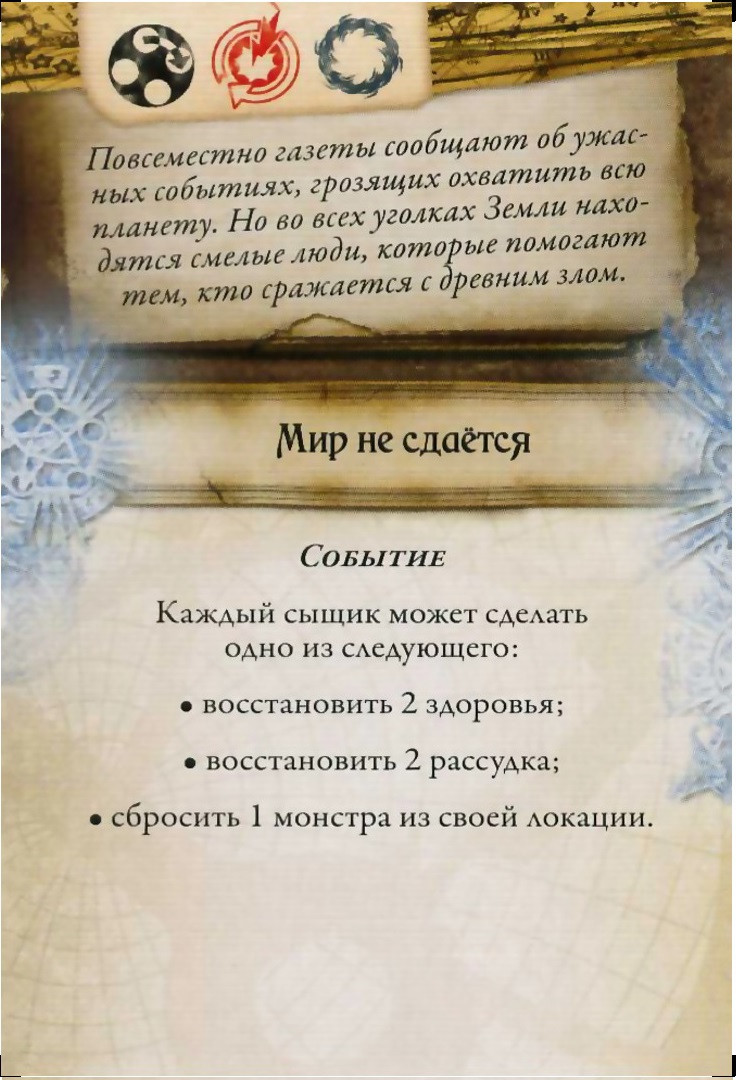 Повсеместно газеты сообщают об ужас-
ных событиях, грозящих охватить всю
планету. Но во всех уголках Земли нахо-
дятся смелые люди, которые помогают
тем, кто сражается с древним злом.
Мир не сдаётся
Событие
Каждый сыщик может сделать
одно из следующего:
• восстановить 2 здоровья;
• восстановить 2 рассудка;
• сбросить 1 монстра из своей локации.